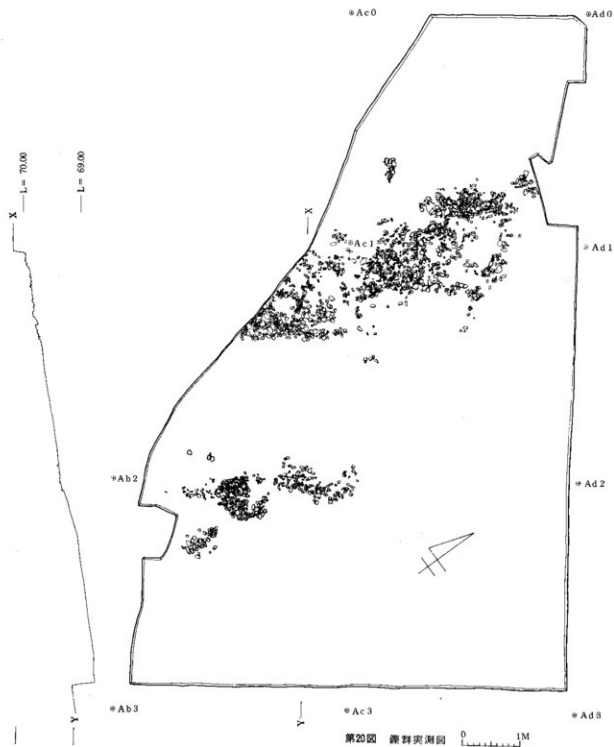 Ac0
Ad0
L = 70.00
L = 69.00
X
X
Ac1
Ad1
Ab2
Ad2
Ab3
Y
Y
Ac3
Ad3
第20図 礫群実測図
0 1M